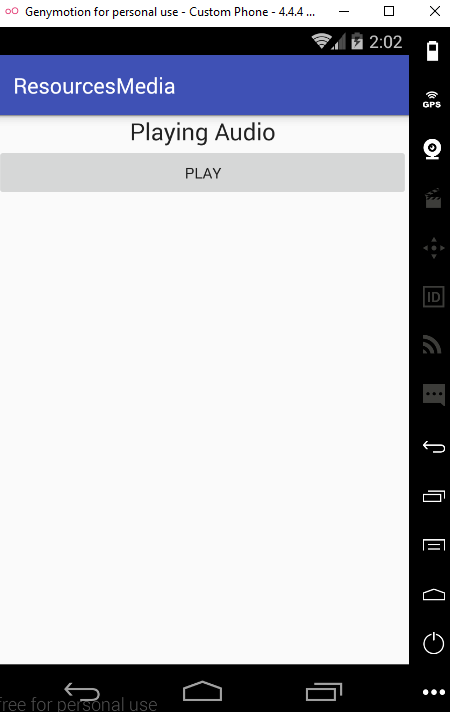 Genymotion for personal use - Custom Phone - 4.4.4 ...
2:02
GPS
ResourcesMedia
Playing Audio
PLAY
ID
free for personal use